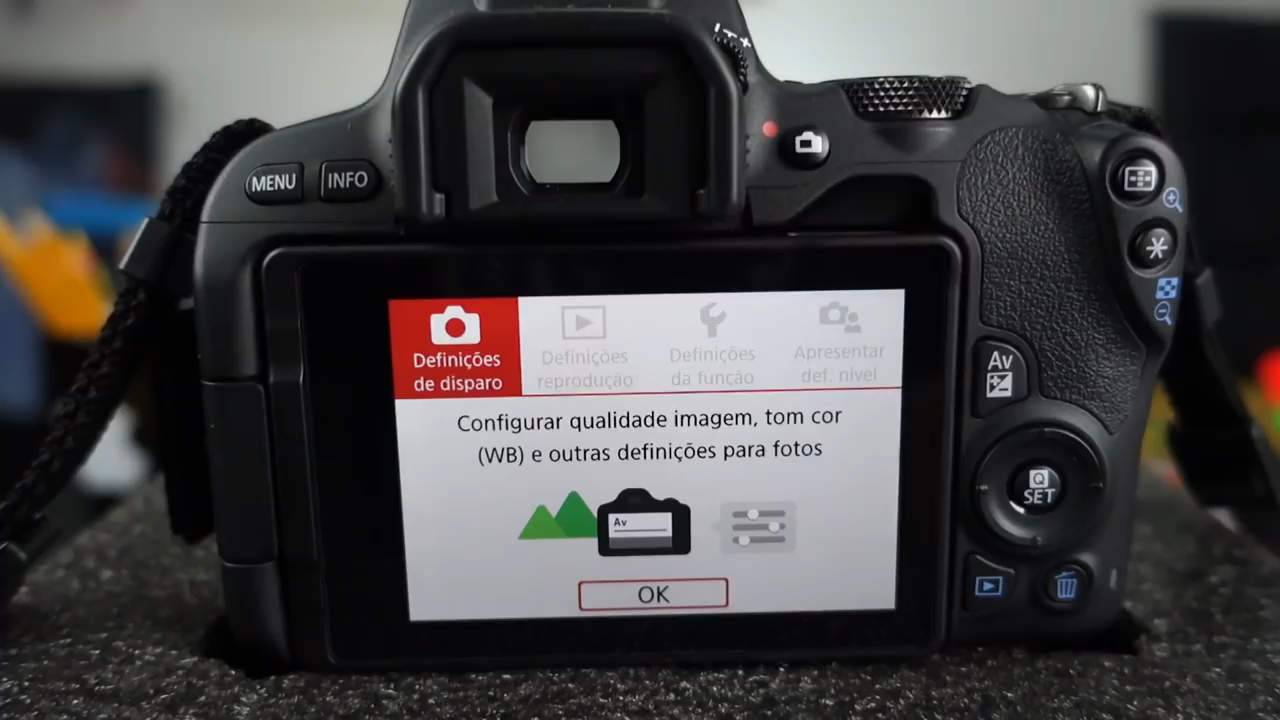 MENU
INFO
Definições
de disparo
Definições
reprodução
Definições
da função
Apresentar
def. nível
Configurar qualidade imagem, tom cor
(WB) e outras definições para fotos
Av
OK
Av
Q
SET